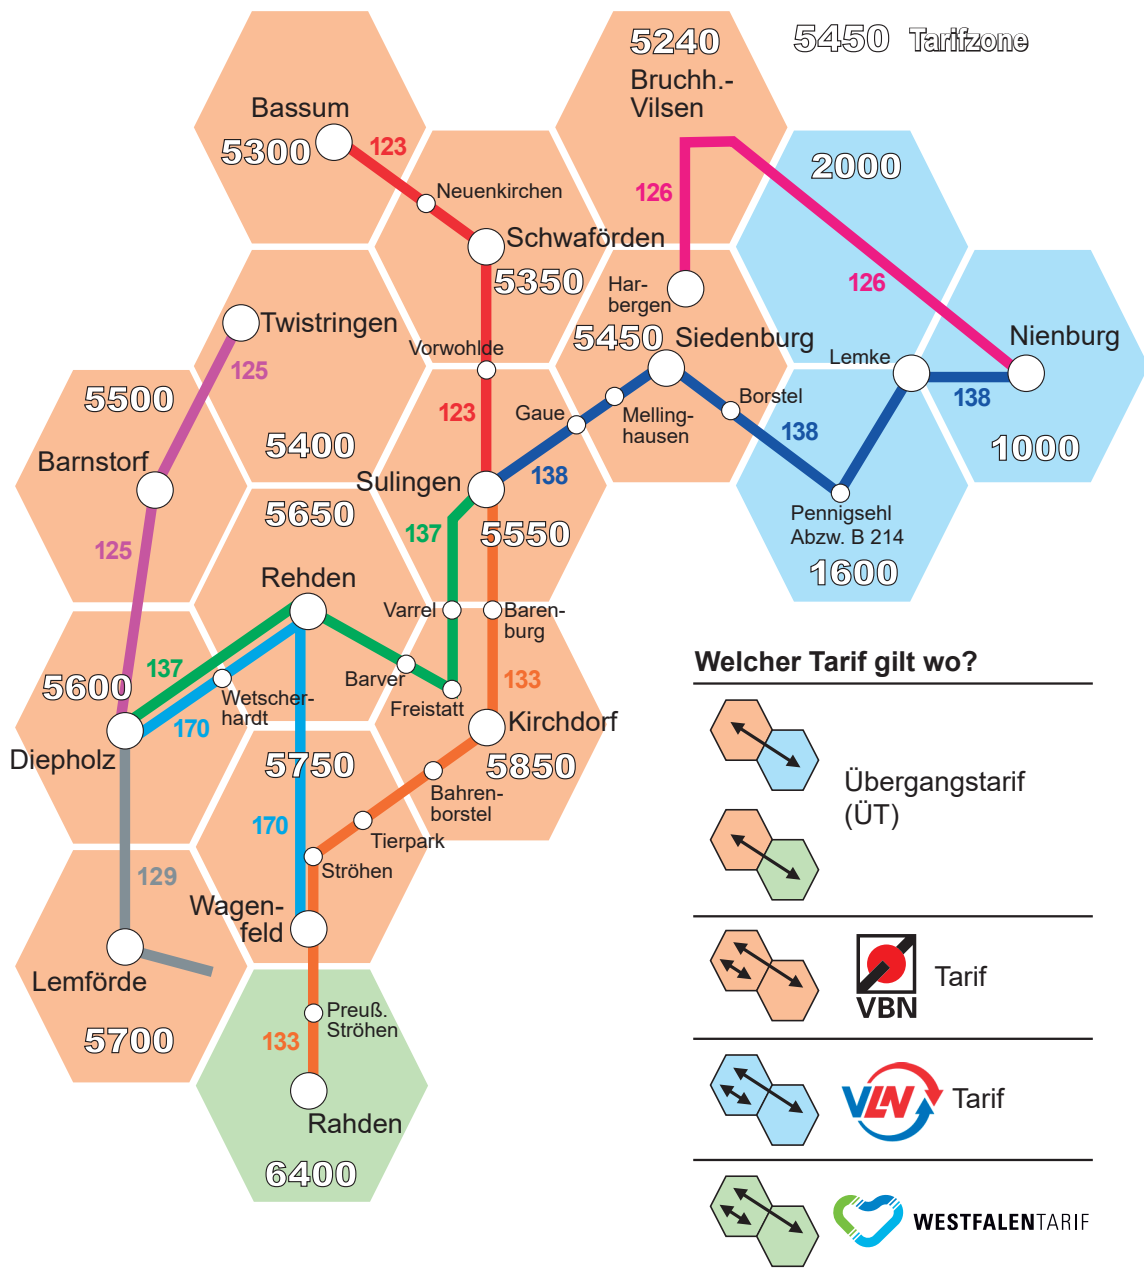 5240
5450 Tarifzone
Bruchh.-
Vilsen
Bassum
5300
123
Neuenkirchen
2000
126
Schwaförden
5350
Har-
bergen
126
Twistringen
5450
Siedenburg
Nienburg
Vorwohlde
Lemke
125
5500
138
Borstel
123
Gaue
Melling-
hausen
138
5400
1000
Barnstorf
Sulingen
138
5650
5550
Pennigsehl
Abzw. B 214
137
125
1600
Rehden
Varrel
Baren-
burg
Welcher Tarif gilt wo?
137
5600
Barver
133
Wetscher-
hardt
Freistatt
170
Kirchdorf
Diepholz
5750
5850
Übergangstarif
(ÜT)
Bahren-
borstel
170
Tierpark
Ströhen
129
Wagen-
feld
Lemförde
VBN
Tarif
Preuß.
Ströhen
5700
133
VLN
Tarif
Rahden
6400
WESTFALENTARIF